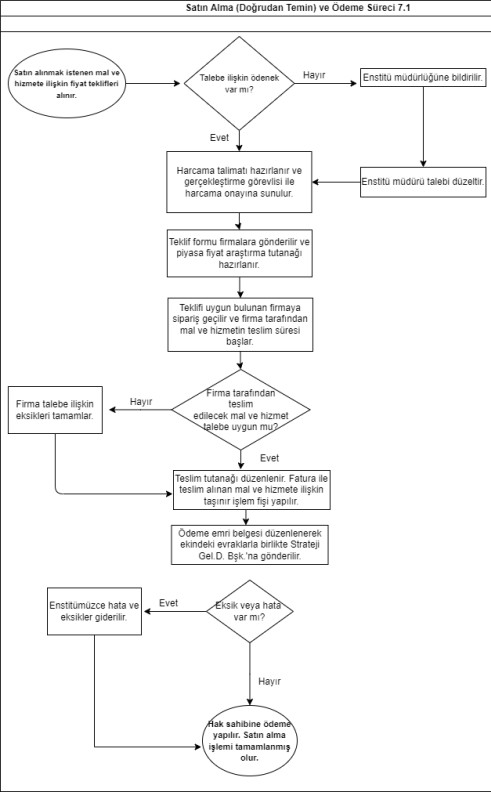 Satın Alma (Doğrudan Temin) ve Ödeme Süreci 7.1
Satın alınmak istenen mal ve
hizmete ilişkin fiyat teklifleri
alınır.
Talebe ilişkin ödenek
var mı?
Hayır
Enstitü müdürlüğüne bildirilir.
Evet
Harcama talimatı hazırlanır ve
gerçekleştirme görevlisi ile
harcama onayına sunulur.
Enstitü müdürü talebi düzeltir.
Teklif formu firmalara gönderilir ve
piyasa fiyat araştırma tutanağı
hazırlanır.
Teklifi uygun bulunan firmaya
sipariş geçilir ve firma tarafından
mal ve hizmetin teslim süresi
başlar.
Firma tarafından
teslim
edilecek mal ve hizmet
talebe uygun mu?
Hayır
Firma talebe ilişkin
eksikleri tamamlar.
Evet
Teslim tutanağı düzenlenir. Fatura ile
teslim alınan mal ve hizmete ilişkin
taşınır işlem fişi yapılır.
Ödeme emri belgesi düzenlenerek
ekindeki evraklarla birlikte Strateji
Gel.D. Bşk.'na gönderilir.
Eksik veya hata
var mı?
Evet
Enstitümüzce hata ve
eksikler giderilir.
Hayır
Hak sahibine ödeme
yapılır. Satın alma
işlemi tamamlanmış
olur.